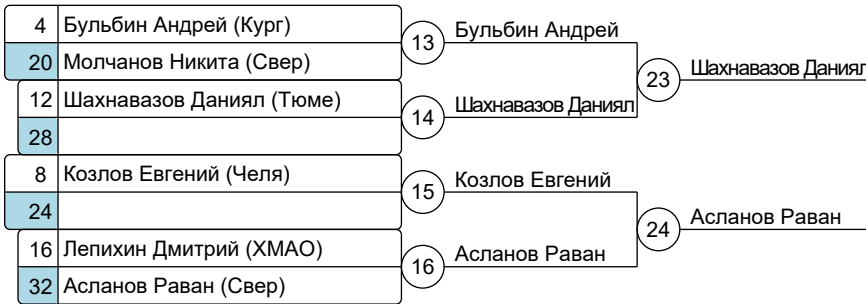 4 Бульбин Андрей (Кург)
13 Бульбин Андрей
20 Молчанов Никита (Свер)
23 Шахнавазов Даниял
12 Шахнавазов Даниял (Тюме)
14 Шахнавазов Даниял
28
8 Козлов Евгений (Челя)
15 Козлов Евгений
24
24 Асланов Раван
16 Лепихин Дмитрий (ХМАО)
16 Асланов Раван
32 Асланов Раван (Свер)